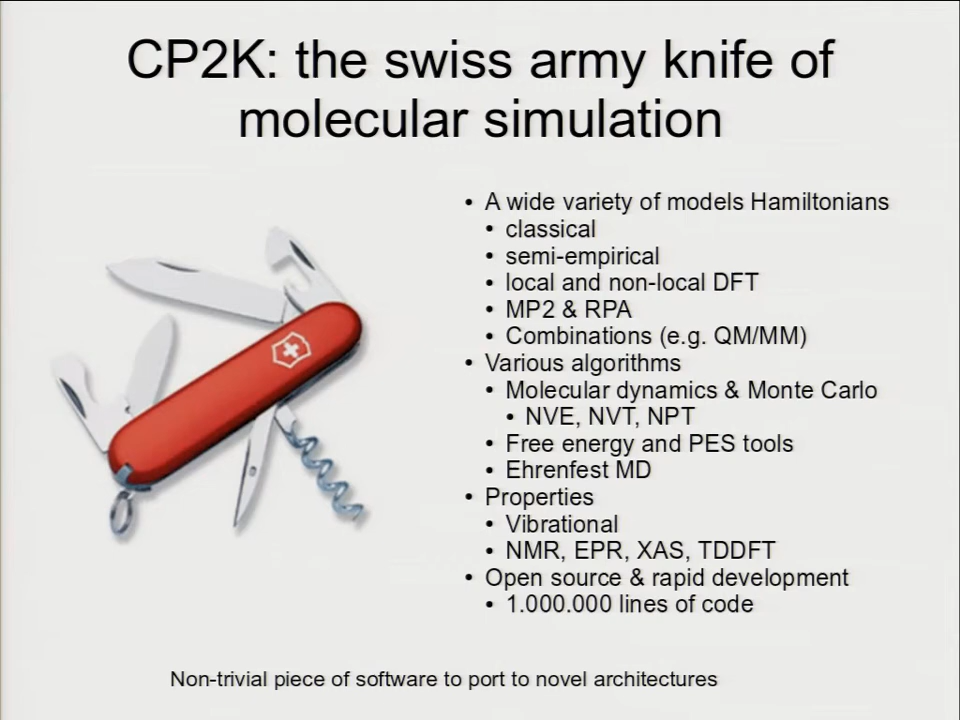 CP2K: the swiss army knife of
molecular simulation
• A wide variety of models Hamiltonians
• classical
• semi-empirical
• local and non-local DFT
• MP2 & RPA
• Combinations (e.g. QM/MM)
• Various algorithms
• Molecular dynamics & Monte Carlo
• NVE, NVT, NPT
• Free energy and PES tools
• Ehrenfest MD
• Properties
• Vibrational
• NMR, EPR, XAS, TDDFT
• Open source & rapid development
• 1.000.000 lines of code
Non-trivial piece of software to port to novel architectures